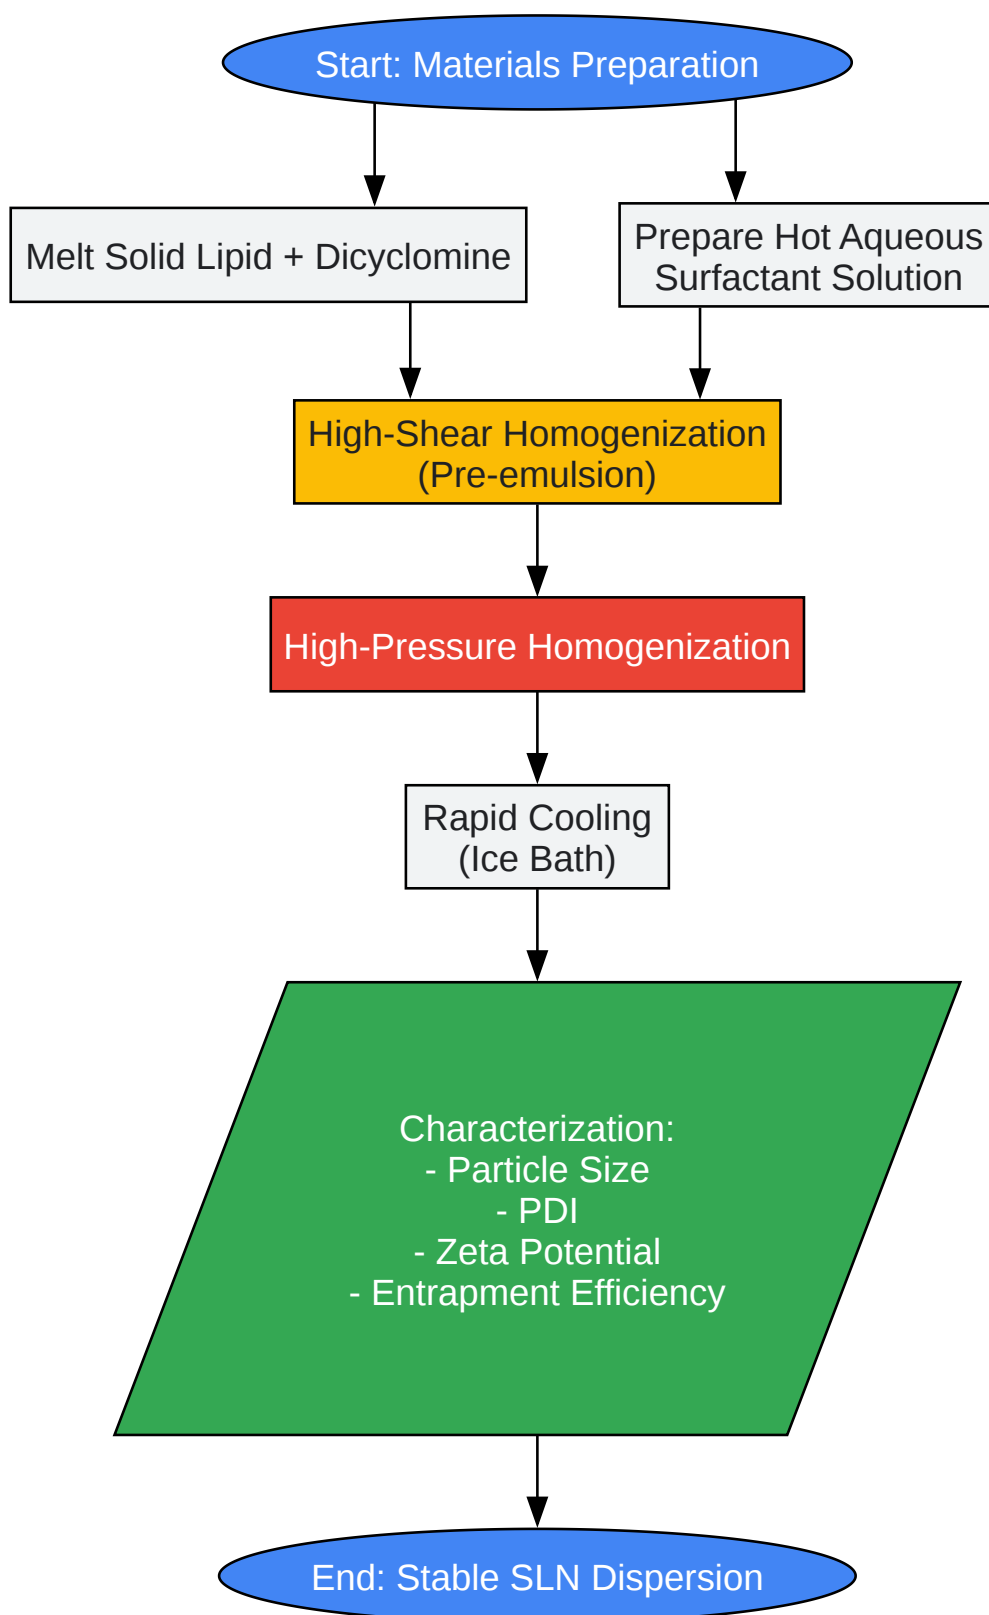 Start: Materials Preparation
Melt Solid Lipid + Dicyclomine
Prepare Hot Aqueous
Surfactant Solution
High-Shear Homogenization
(Pre-emulsion)
High-Pressure Homogenization
Rapid Cooling
(Ice Bath)
Characterization:
- Particle Size
- PDI
- Zeta Potential
- Entrapment Efficiency
End: Stable SLN Dispersion